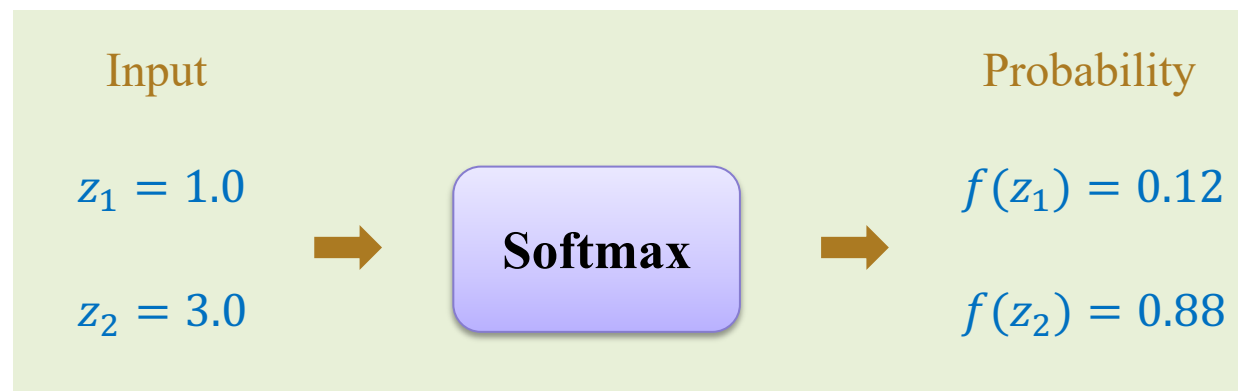 Input
Probability
z₁ = 1.0
f(z₁) = 0.12
Softmax
z₂ = 3.0
f(z₂) = 0.88